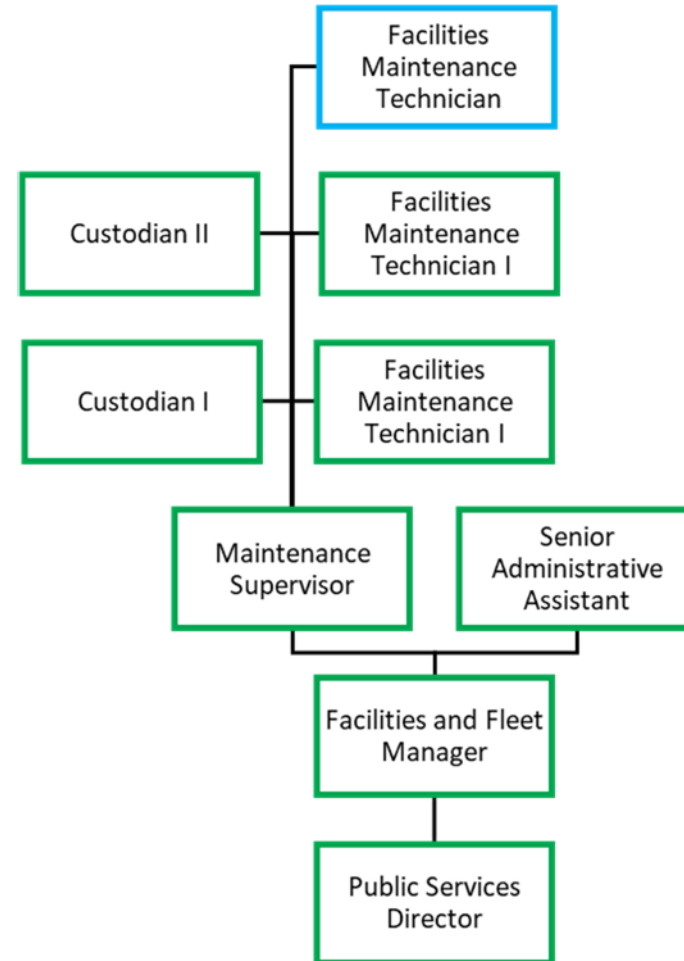 Facilities
Maintenance
Technician
Custodian II
Facilities
Maintenance
Technician I
Custodian I
Facilities
Maintenance
Technician I
Maintenance
Supervisor
Senior
Administrative
Assistant
Facilities and Fleet
Manager
Public Services
Director